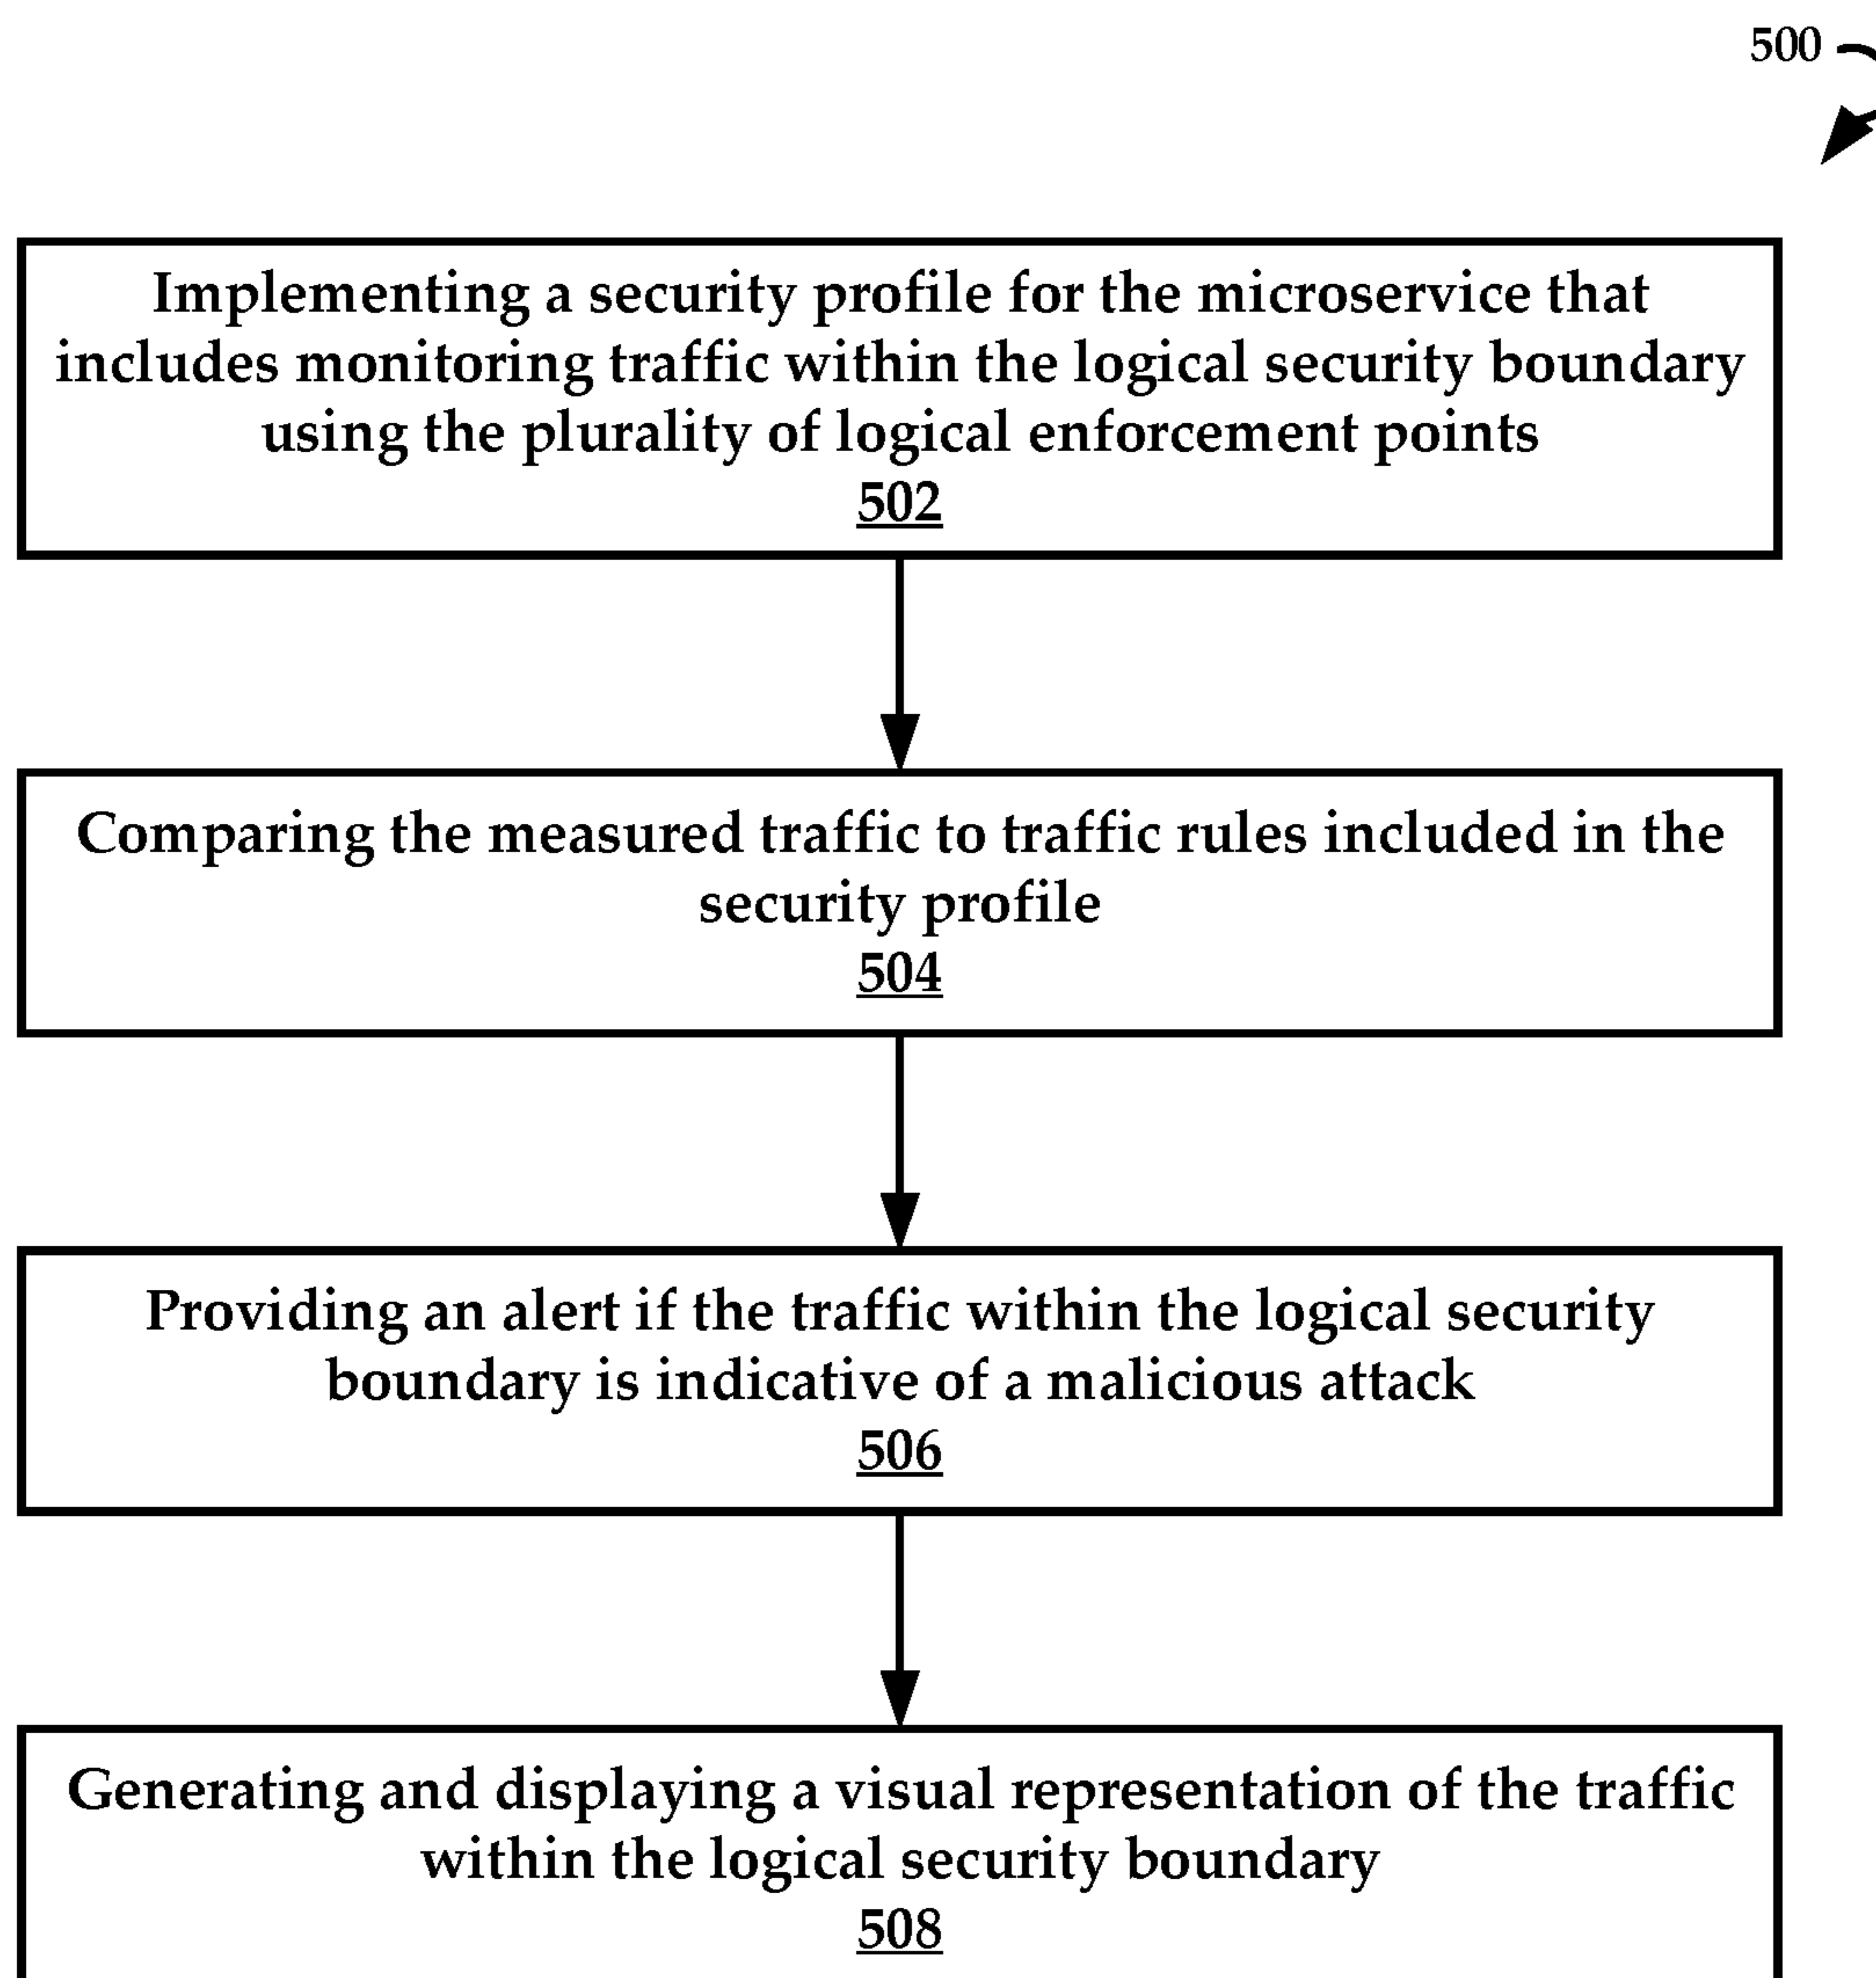 500
Implementing a security profile for the microservice that
includes monitoring traffic within the logical security boundary
using the plurality of logical enforcement points
502
Comparing the measured traffic to traffic rules included in the
security profile
504
Providing an alert if the traffic within the logical security
boundary is indicative of a malicious attack
506
Generating and displaying a visual representation of the traffic
within the logical security boundary
508